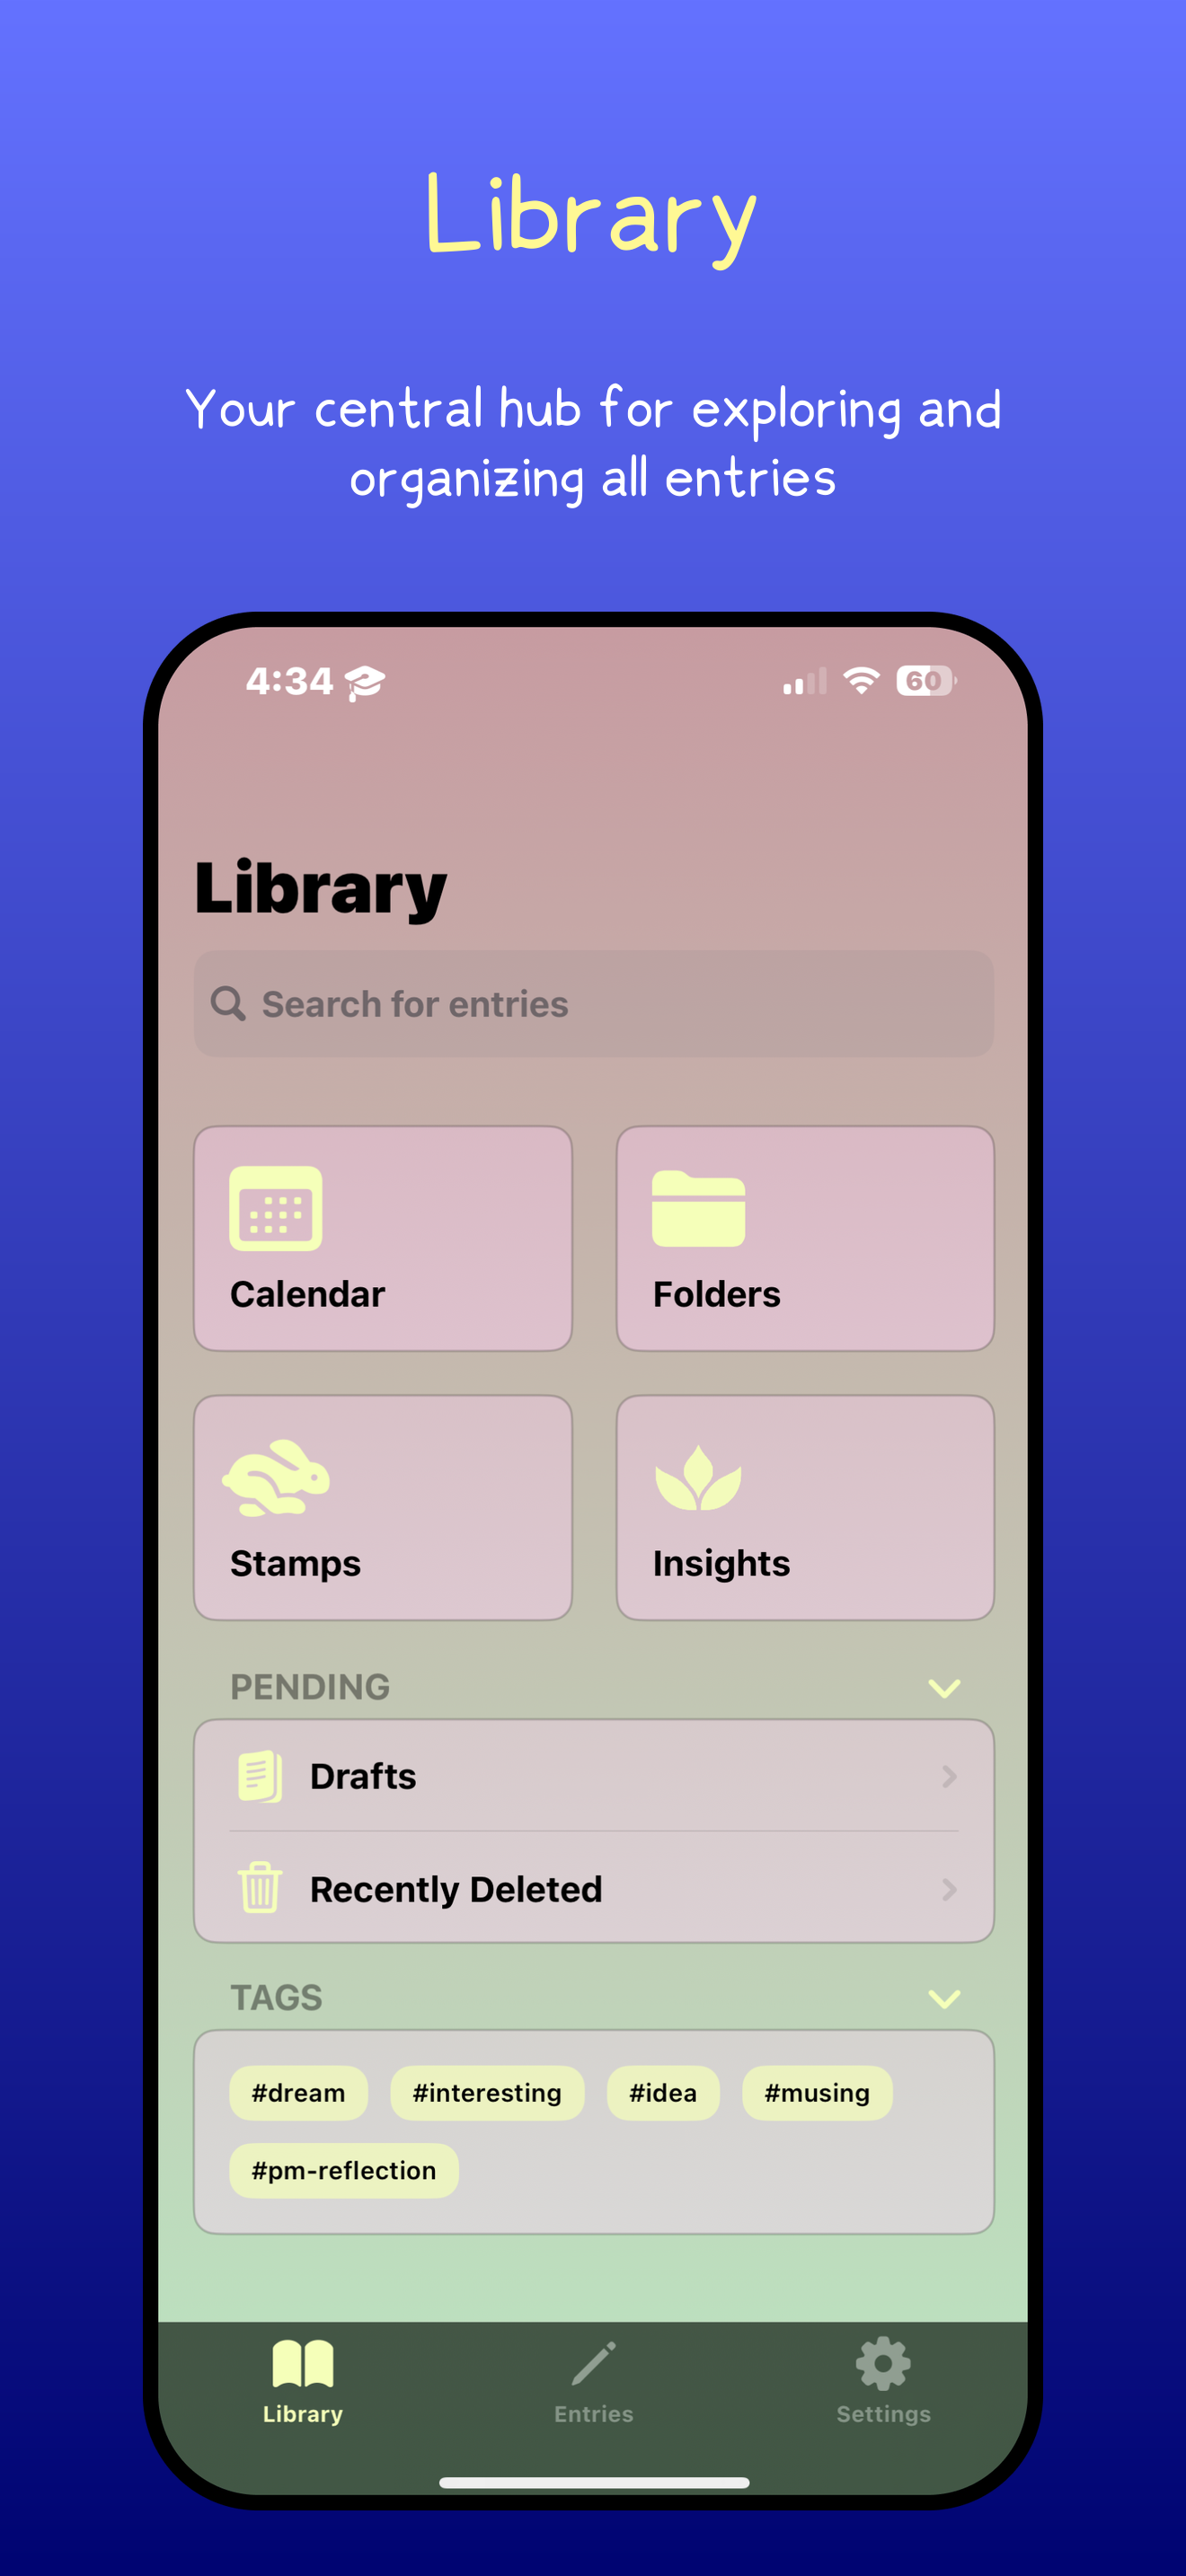 Library
Your central hub for exploring and
organizing all entries
4:34
60
Library
Search for entries
Calendar
Folders
Stamps
Insights
PENDING
Drafts
Recently Deleted
TAGS
#dream #interesting #idea #musing
#pm-reflection
Library
Entries
Settings